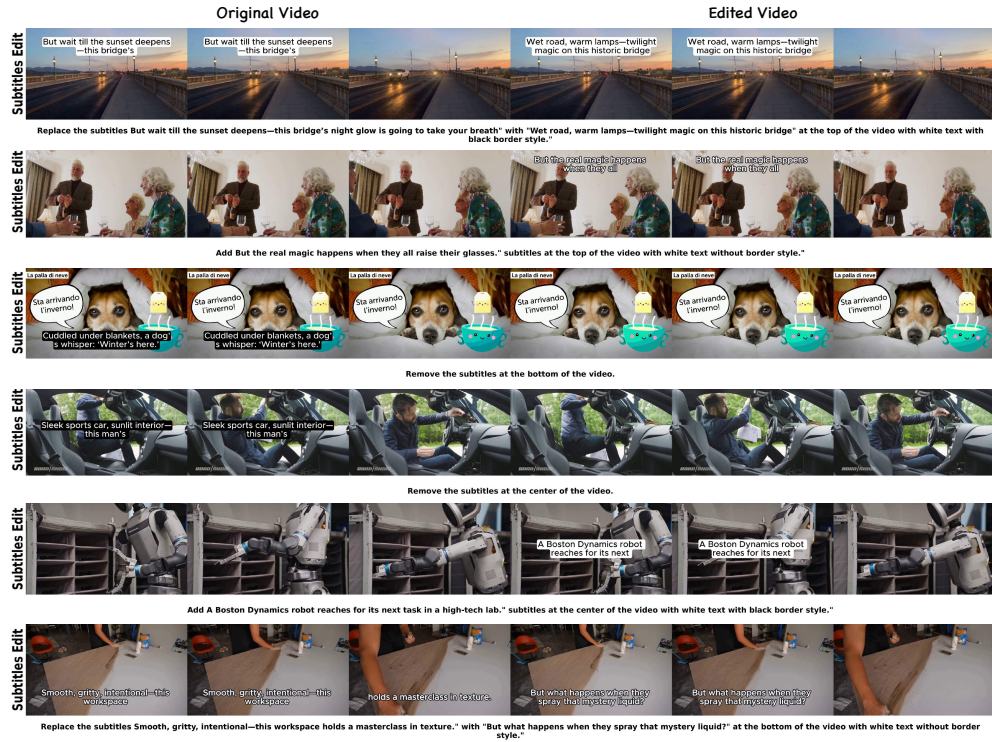 Original Video
Edited Video
Subtitles Edit
But wait till the sunset deepens
—this bridge's
But wait till the sunset deepens
—this bridge's
Wet road, warm lamps—twilight
magic on this historic bridge
Wet road, warm lamps—twilight
magic on this historic bridge
Replace the subtitles But wait till the sunset deepens—this bridge's night glow is going to take your breath" with "Wet road, warm lamps—twilight magic on this historic bridge" at the top of the video with white text with
black border style."
Subtitles Edit
But the real magic happens
when they all
But the real magic happens
when they all
Add But the real magic happens when they all raise their glasses." subtitles at the top of the video with white text without border style."
Subtitles Edit
La palla di neve
Sta arrivando
l'inverno!
Cuddled under blankets, a dog'
s whisper: 'Winter's here.'
La palla di neve
Sta arrivando
l'inverno!
Cuddled under blankets, a dog'
s whisper: 'Winter's here.'
La palla di neve
Sta arrivando
l'inverno!
La palla di neve
Sta arrivando
l'inverno!
La palla di neve
Sta arrivando
l'inverno!
La palla di neve
Sta arrivando
l'inverno!
Remove the subtitles at the bottom of the video.
Subtitles Edit
Sleek sports car, sunlit interior—
this man's
Sleek sports car, sunlit interior—
this man's
Remove the subtitles at the center of the video.
Subtitles Edit
A Boston Dynamics robot
reaches for its next
A Boston Dynamics robot
reaches for its next
Add A Boston Dynamics robot reaches for its next task in a high-tech lab." subtitles at the center of the video with white text with black border style."
Subtitles Edit
Smooth, gritty, intentional—this
workspace
Smooth, gritty, intentional—this
workspace
holds a masterclass in texture.
But what happens when they
spray that mystery liquid?
But what happens when they
spray that mystery liquid?
Replace the subtitles Smooth, gritty, intentional—this workspace holds a masterclass in texture." with "But what happens when they spray that mystery liquid?" at the bottom of the video with white text without border
style."